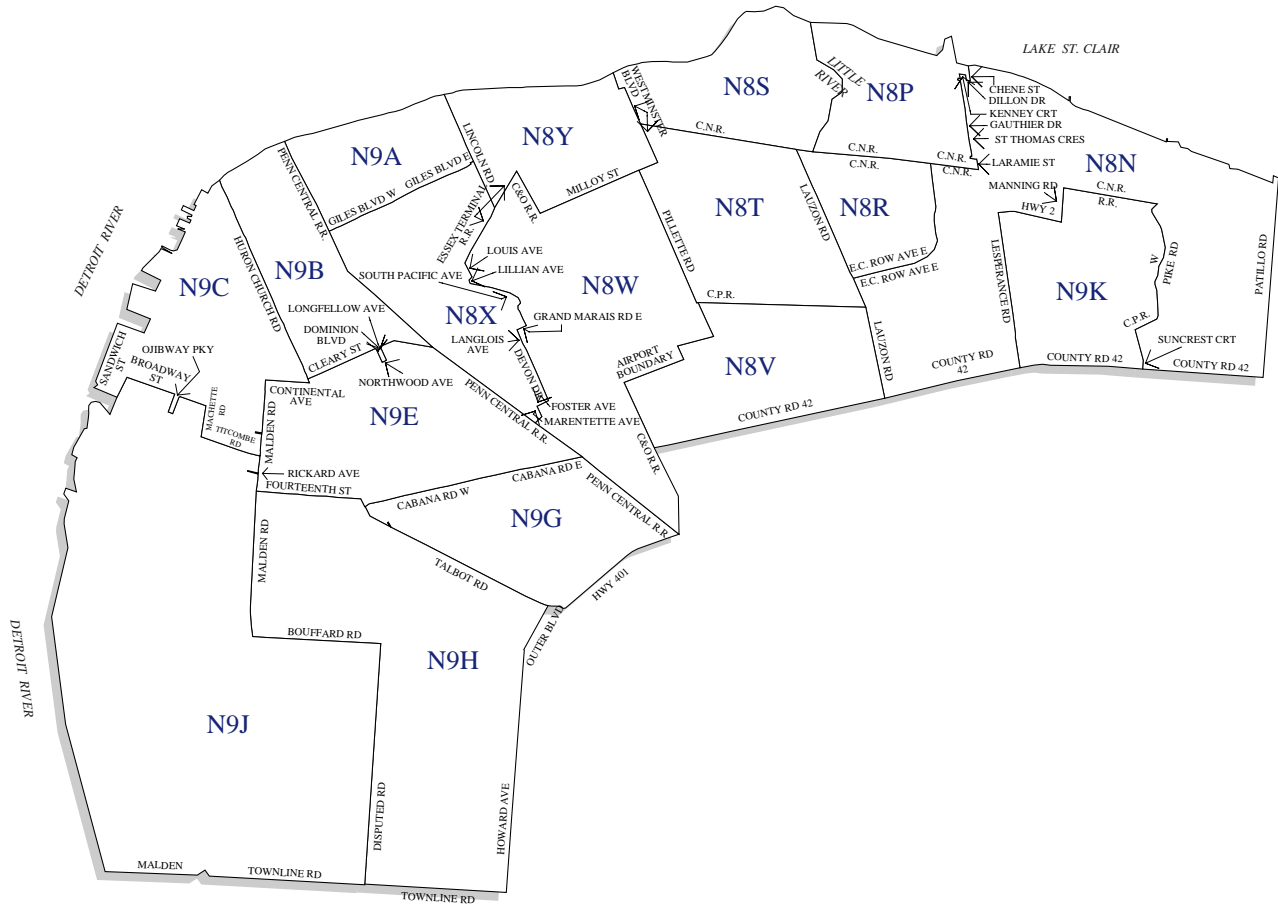 LAKE ST. CLAIR
WESTMINSTER
BLVD
LITTLE
RIVER
N8S
N8P
CHENE ST
DILLON DR
KENNEY CRT
GAUTHIER DR
ST THOMAS CRES
LARAMIE ST
N8N
MANNING RD
C.N.R.
C.N.R.
C.N.R.
C.N.R.
C.N.R.
C.N.R.
R.R.
HWY 2
N9A
LINCOLN RD
N8Y
PENN CENTRAL R.R.
GILES BLVD W
GILES BLVD E
C&O R.R.
MILLOY ST
ESSEX TERMINAL
R.R.
PILLETTE RD
N8T
LAUZON RD
N8R
E.C. ROW AVE E
E.C. ROW AVE E
LESPERANCE RD
N9K
PIKE RD
W
PATILLO RD
DETROIT RIVER
N9C
HURON CHURCH RD
N9B
LOUIS AVE
SOUTH PACIFIC AVE
LILLIAN AVE
N8W
C.P.R.
C.P.R.
LONGFELLOW AVE
N8X
GRAND MARAIS RD E
SUNCREST CRT
DOMINION
BLVD
LANGLOIS
AVE
SANDWICH
ST
OJIBWAY PKY
BROADWAY
ST
CLEARY ST
NORTHWOOD AVE
DEVON DR
AIRPORT
BOUNDARY
N8V
LAUZON RD
COUNTY RD
42
COUNTY RD 42
COUNTY RD 42
CONTINENTAL
AVE
MACHETTE
RD
TITCOMBE
RD
MALDEN RD
N9E
PENN CENTRAL R.R.
FOSTER AVE
MARENTETTE AVE
COUNTY RD 42
C&O R.R.
RICKARD AVE
FOURTEENTH ST
CABANA RD W
CABANA RD E
PENN CENTRAL R.R.
N9G
MALDEN RD
TALBOT RD
HWY 401
BOUFFARD RD
OUTER BLVD
DETROIT RIVER
N9H
N9J
DISPUTED RD
HOWARD AVE
MALDEN
TOWNLINE RD
TOWNLINE RD